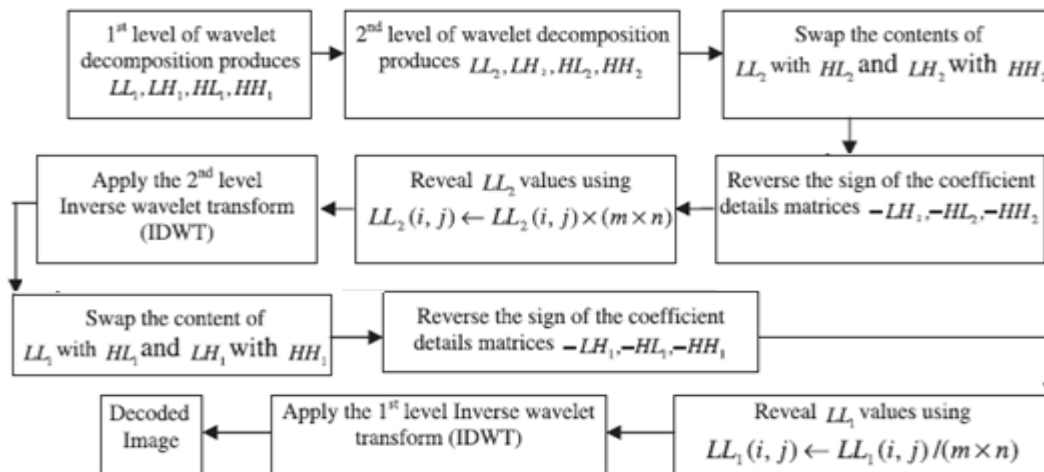 1st level of wavelet
decomposition produces
LL₁, LH₁, HL₁, HH₁
2nd level of wavelet decomposition
produces LL₂, LH₂, HL₂, HH₂
Swap the contents of
LL₂ with HL₂ and LH₂ with HH₂
Reverse the sign of the coefficient
details matrices −LH₂,−HL₂,−HH₂
Reveal LL₂ values using
LL₂(i, j) ← LL₂(i, j) × (m × n)
Apply the 2nd level
Inverse wavelet transform
(IDWT)
Swap the content of
LL₁ with HL₁ and LH₁ with HH₁
Reverse the sign of the coefficient
details matrices −LH₁,−HL₁,−HH₁
Reveal LL₁ values using
LL₁(i, j) ← LL₁(i, j) /(m × n)
Apply the 1st level Inverse wavelet
transform (IDWT)
Decoded
Image